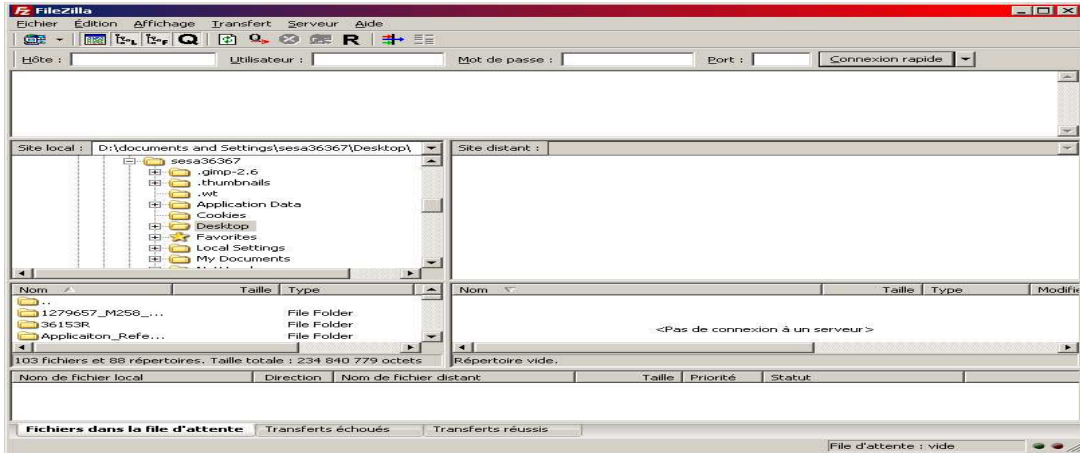 FileZilla
Fichier Édition Affichage Transfert Serveur Aide
Hôte : Utilisateur : Mot de passe : Port : Connexion rapide
Site local : D:\documents and Settings\sesa36367\Desktop\
sesa36367
.gimp-2.6
.thumbnails
.wt
Application Data
Cookies
Desktop
Favorites
Local Settings
My Documents
Site distant :
Nom Taille Type
..
1279657_M258_... File Folder
36153R File Folder
Applicaiton_Refe... File Folder
103 fichiers et 88 répertoires. Taille totale : 234 840 779 octets
Nom Taille Type Modifie
<Pas de connexion à un serveur>
Répertoire vide.
Nom de fichier local Direction Nom de fichier distant Taille Priorité Statut
Fichiers dans la file d'attente Transferts échoués Transferts réussis
File d'attente : vide